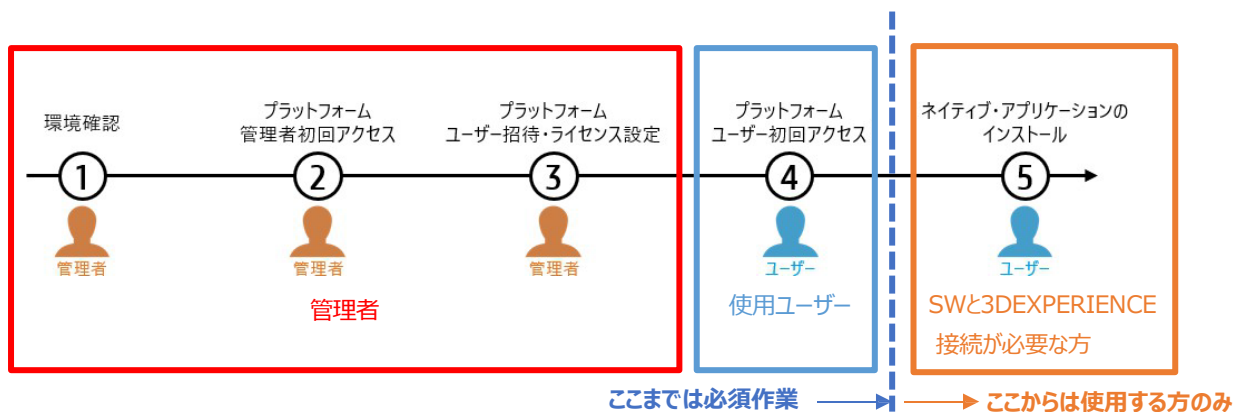 環境確認
プラットフォーム
管理者初回アクセス
プラットフォーム
ユーザー招待・ライセンス設定
プラットフォーム
ユーザー初回アクセス
ネイティブ・アプリケーションの
インストール
1
2
3
4
5
管理者
管理者
管理者
ユーザー
ユーザー
管理者
使用ユーザー
SWと3DEXPERIENCE
接続が必要な方
ここまでは必須作業
ここからは使用する方のみ